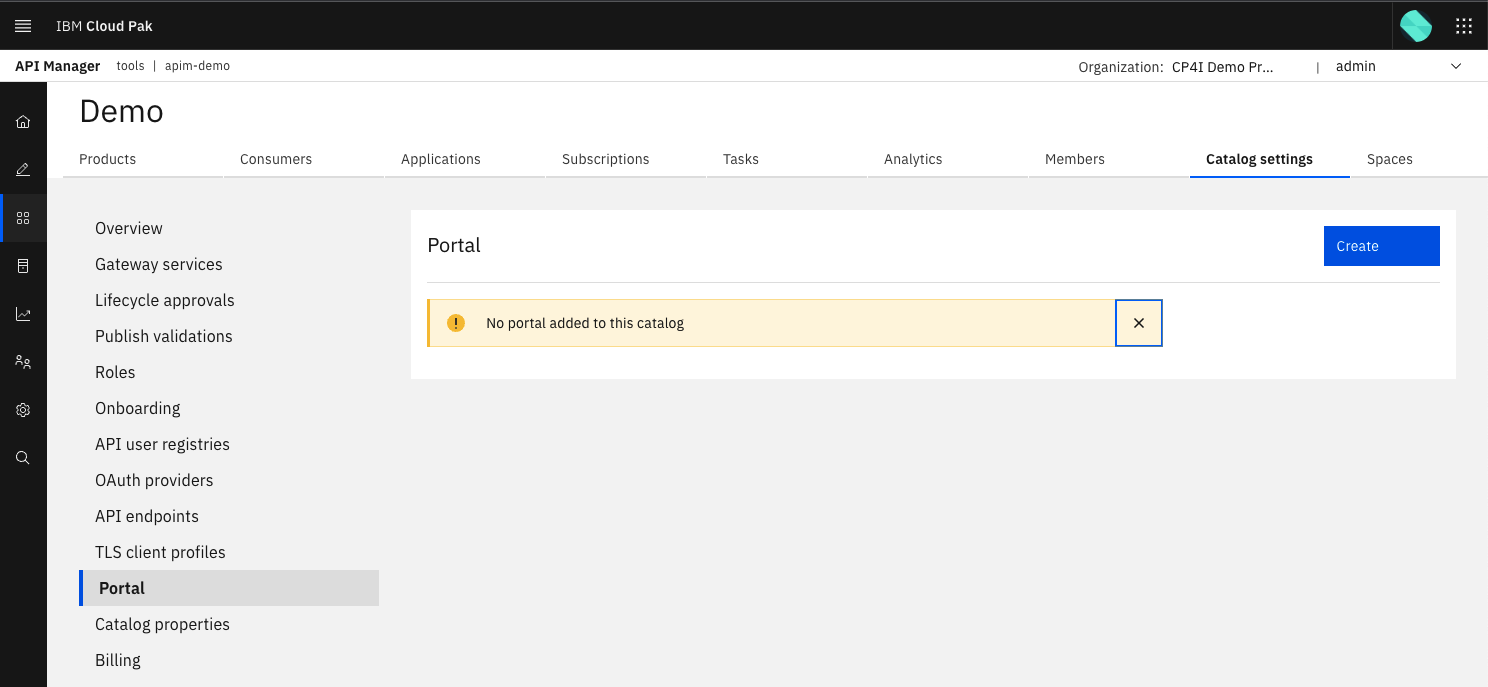 IBM Cloud Pak
API Manager tools | apim-demo Organization: CP4I Demo Pr... | admin
Demo
Products Consumers Applications Subscriptions Tasks Analytics Members Catalog settings Spaces
Overview
Gateway services
Lifecycle approvals
Publish validations
Roles
Onboarding
API user registries
OAuth providers
API endpoints
TLS client profiles
Portal
Catalog properties
Billing
Portal
Create
No portal added to this catalog